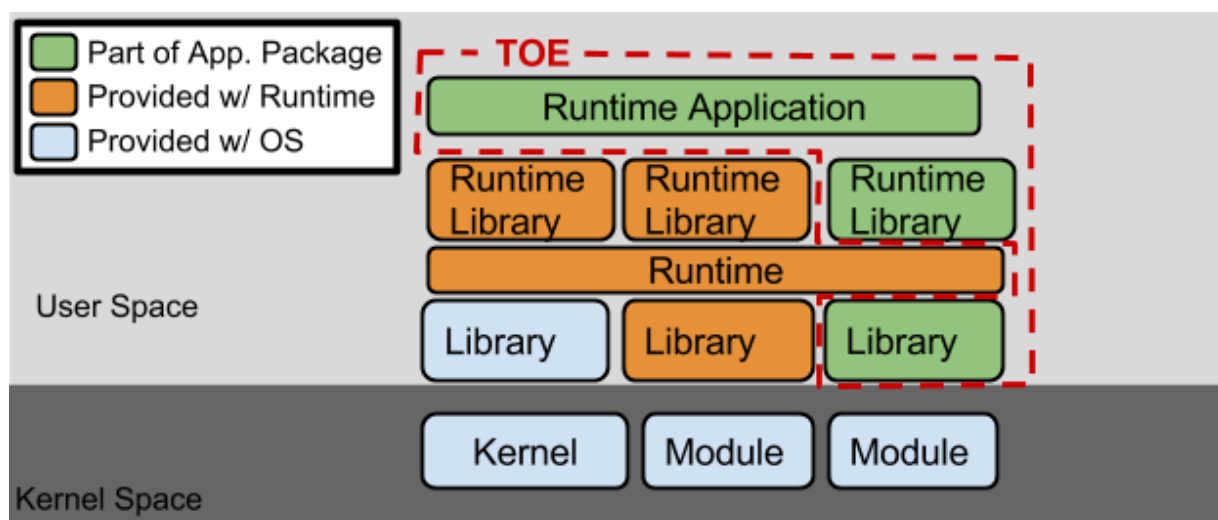 Part of App. Package
Provided w/ Runtime
Provided w/ OS
TOE
Runtime Application
Runtime
Library
Runtime
Library
Runtime
Library
Runtime
User Space
Library
Library
Library
Kernel
Module
Module
Kernel Space